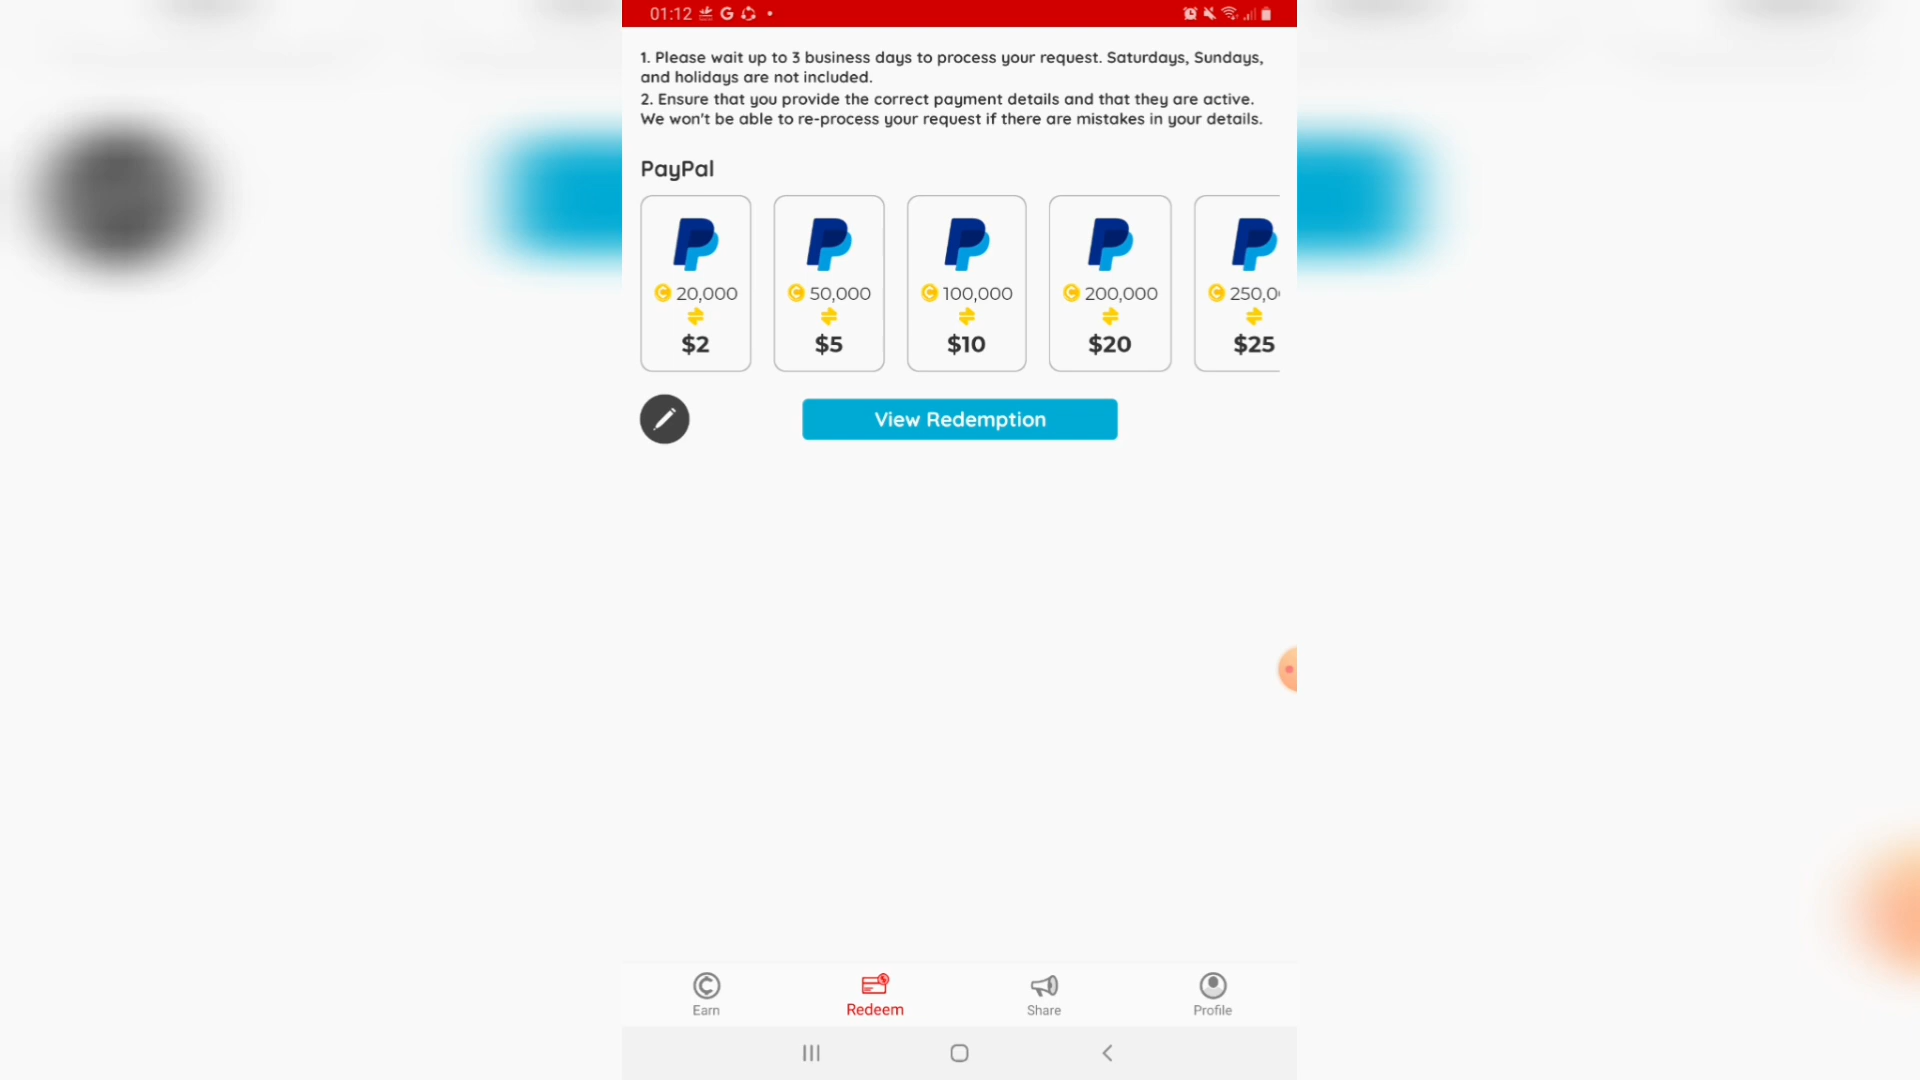 01:12
1. Please wait up to 3 business days to process your request. Saturdays, Sundays,
and holidays are not included.
2. Ensure that you provide the correct payment details and that they are active.
We won't be able to re-process your request if there are mistakes in your details.
PayPal
20,000 50,000 100,000 200,000 250,0
$2 $5 $10 $20 $25
View Redemption
Earn Redeem Share Profile